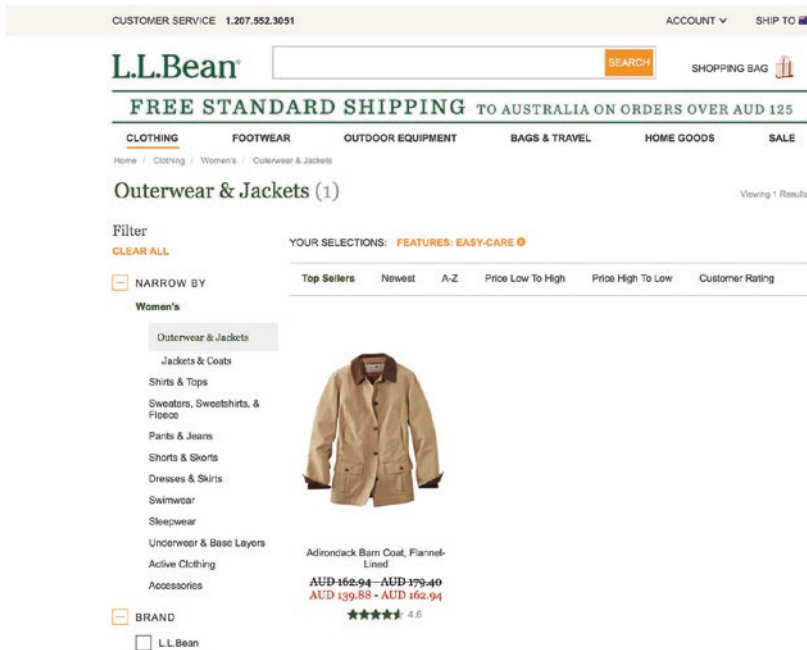 CUSTOMER SERVICE 1.207.552.3051
ACCOUNT SHIP TO
L.L.Bean
SEARCH
SHOPPING BAG
FREE STANDARD SHIPPING TO AUSTRALIA ON ORDERS OVER AUD 125
CLOTHING FOOTWEAR OUTDOOR EQUIPMENT BAGS & TRAVEL HOME GOODS SALE
Home / Clothing / Women's / Outerwear & Jackets
Outerwear & Jackets (1)
Viewing 1 Results
Filter
CLEAR ALL
YOUR SELECTIONS: FEATURES: EASY-CARE
NARROW BY
Top Sellers Newest A-Z Price Low To High Price High To Low Customer Rating
Women's
Outerwear & Jackets
Jackets & Coats
Shirts & Tops
Sweaters, Sweatshirts, &
Fleece
Pants & Jeans
Shorts & Skorts
Dresses & Skirts
Swimwear
Sleepwear
Underwear & Base Layers
Active Clothing
Accessories
Adirondack Barn Coat, Flannel-
Lined
AUD 162.94 - AUD 179.40
AUD 139.88 - AUD 162.94
4.6
BRAND
L.L.Bean